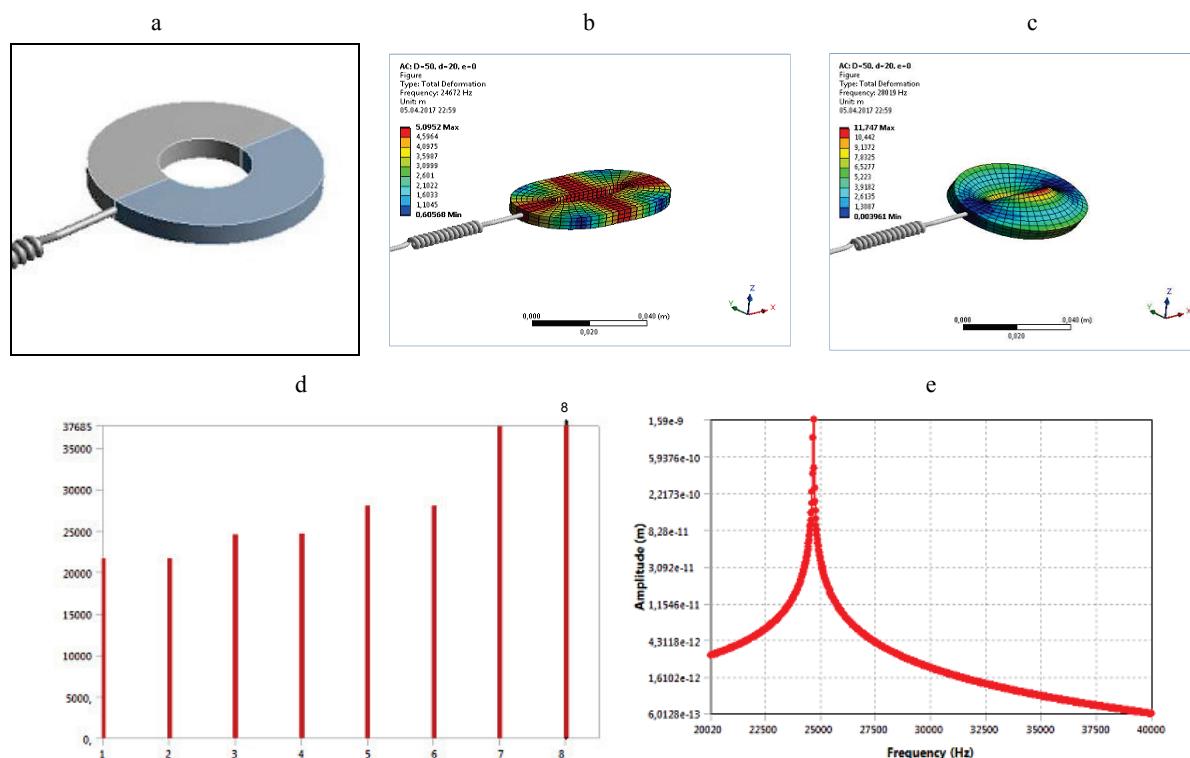 a
b
c
AC: D=50, d=20, e=0
Figure
Type: Total Deformation
Frequency: 24672 Hz
Unit: m
05.04.2017 22:59
5,0952 Max
4,5964
4,0975
3,5987
3,0999
2,601
2,1022
1,6033
1,1045
0,60560 Min
Z
Y
X
0,000
0,040 (m)
0,020
AC: D=50, d=20, e=0
Figure
Type: Total Deformation
Frequency: 28019 Hz
Unit: m
05.04.2017 22:59
11,747 Max
10,442
9,1372
7,8325
6,5277
5,223
3,9182
2,6135
1,3087
0,003961 Min
Z
Y
X
0,000
0,040 (m)
0,020
d
8
37685
35000
30000
25000
20000
15000
10000
5000,
0,
1 2 3 4 5 6 7 8
e
Amplitude (m)
1,59e-9
5,9376e-10
2,2173e-10
8,28e-11
3,092e-11
1,1546e-11
4,3118e-12
1,6102e-12
6,0128e-13
20020 22500 25000 27500 30000 32500 35000 37500 40000
Frequency (Hz)